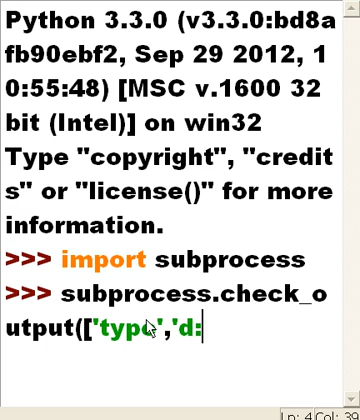 Python 3.3.0 (v3.3.0:bd8a
fb90ebf2, Sep 29 2012, 1
0:55:48) [MSC v.1600 32
bit (Intel)] on win32
Type "copyright", "credit
s" or "license()" for more
information.
>>> import subprocess
>>> subprocess.check_o
utput(['type','d:
Ln: 4 Col: 39